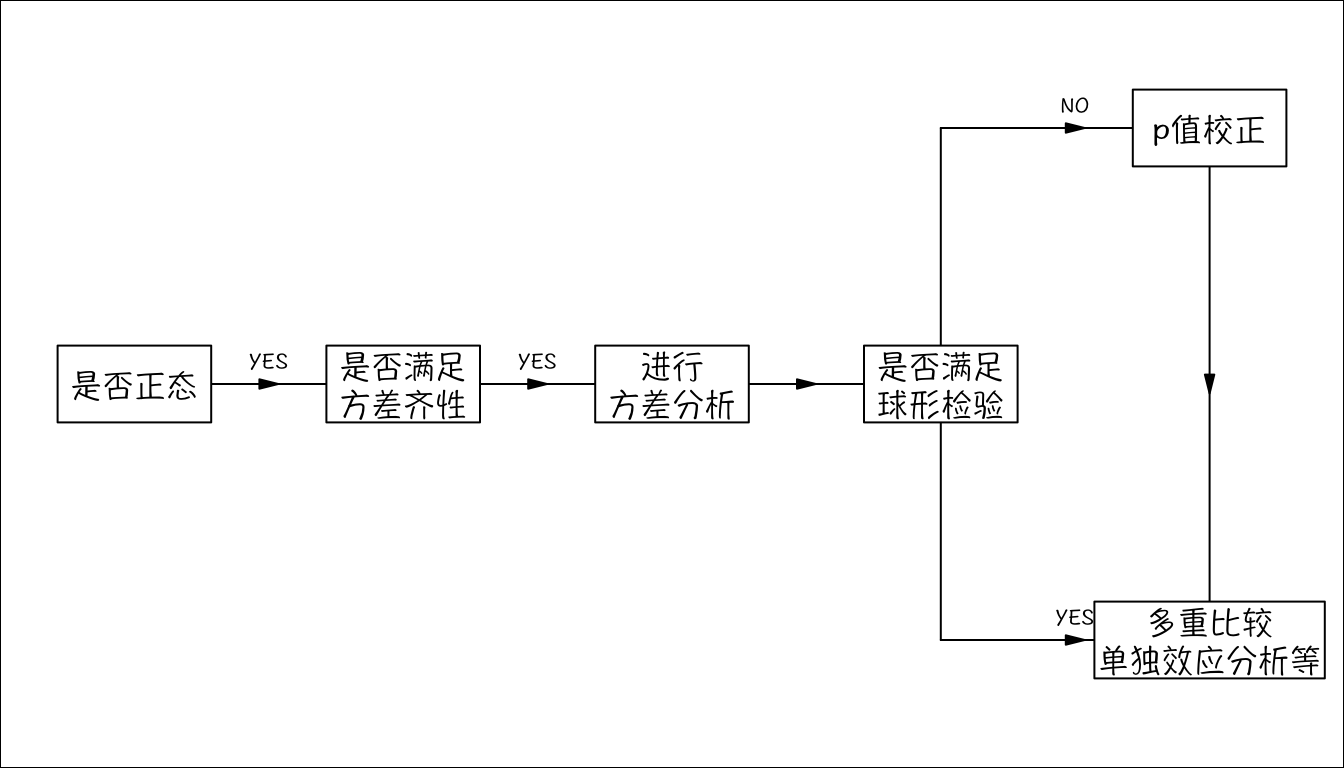 是否正态
YES
是否满足
方差齐性
YES
进行
方差分析
是否满足
球形检验
NO
p值校正
YES
多重比较
单独效应分析等